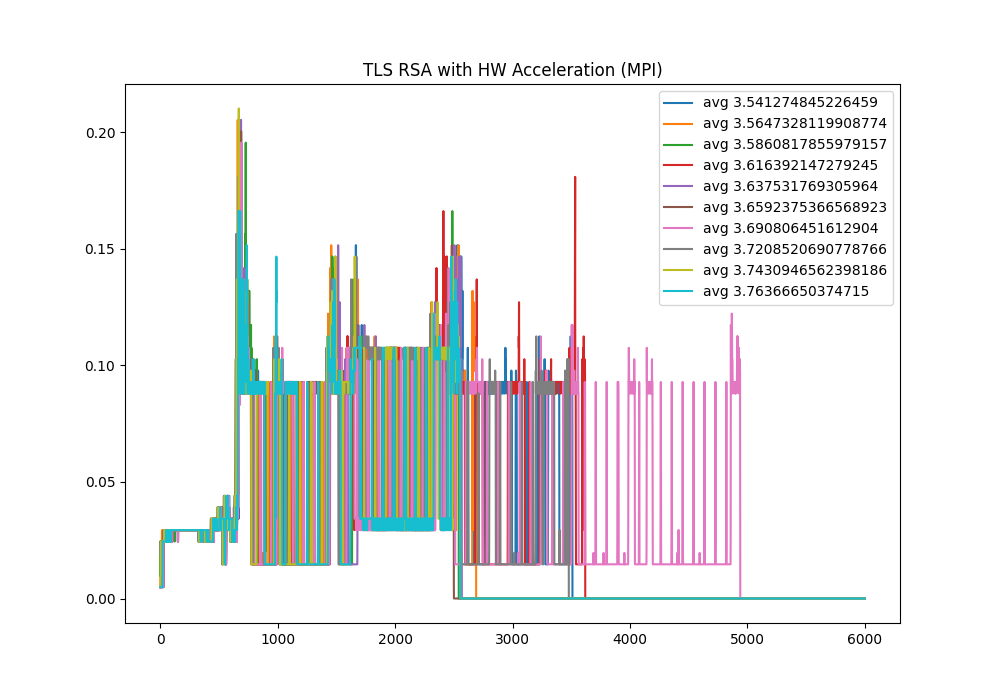 TLS RSA with HW Acceleration (MPI)
avg 3.541274845226459
avg 3.5647328119908774
avg 3.5860817855979157
avg 3.616392147279245
avg 3.637531769305964
avg 3.6592375366568923
avg 3.690806451612904
avg 3.7208520690778766
avg 3.7430946562398186
avg 3.76366650374715
0.20
0.15
0.10
0.05
0.00
0 1000 2000 3000 4000 5000 6000